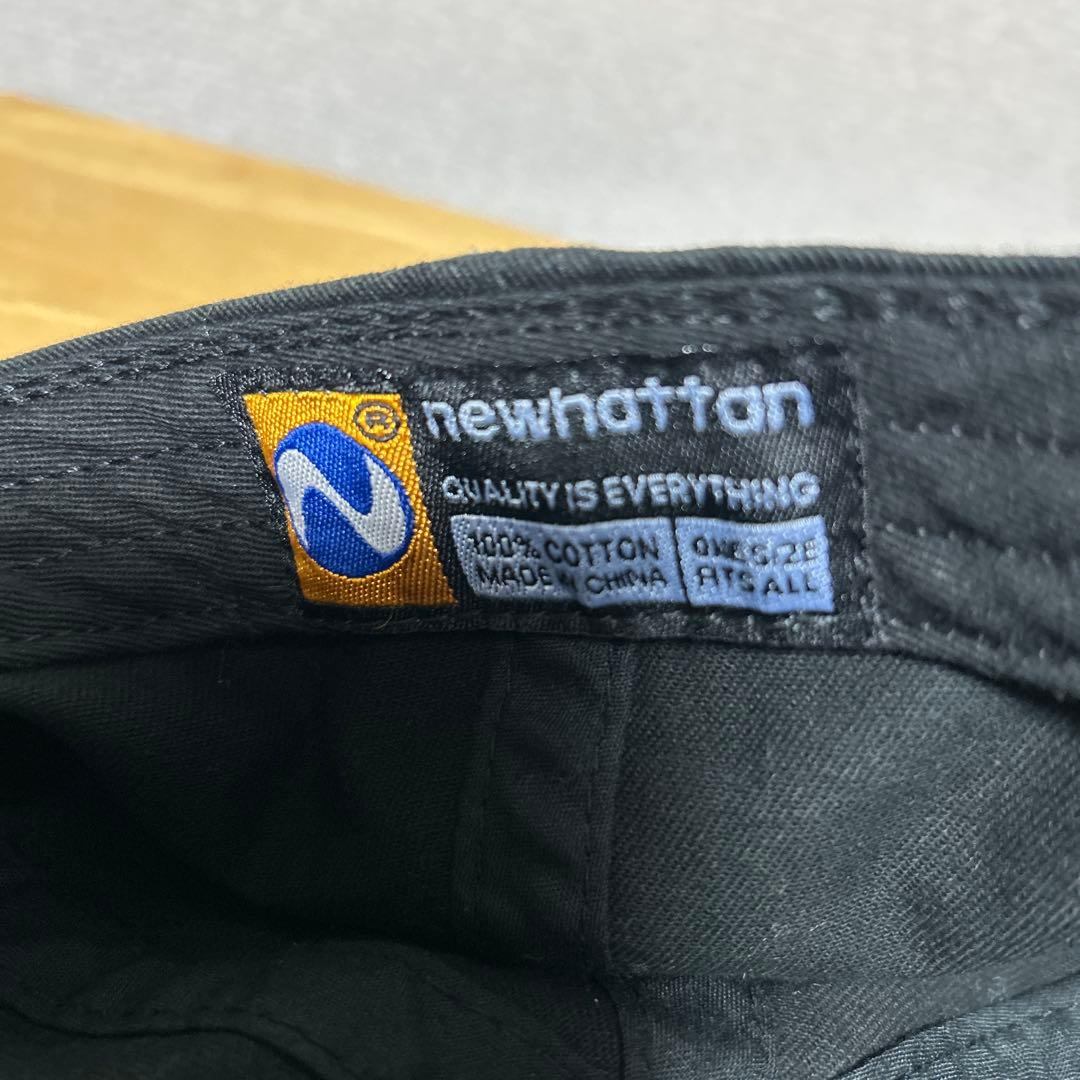 N ®
newhattan
QUALITY IS EVERYTHING
100% COTTON
MADE IN CHINA
ONE SIZE
FITS ALL